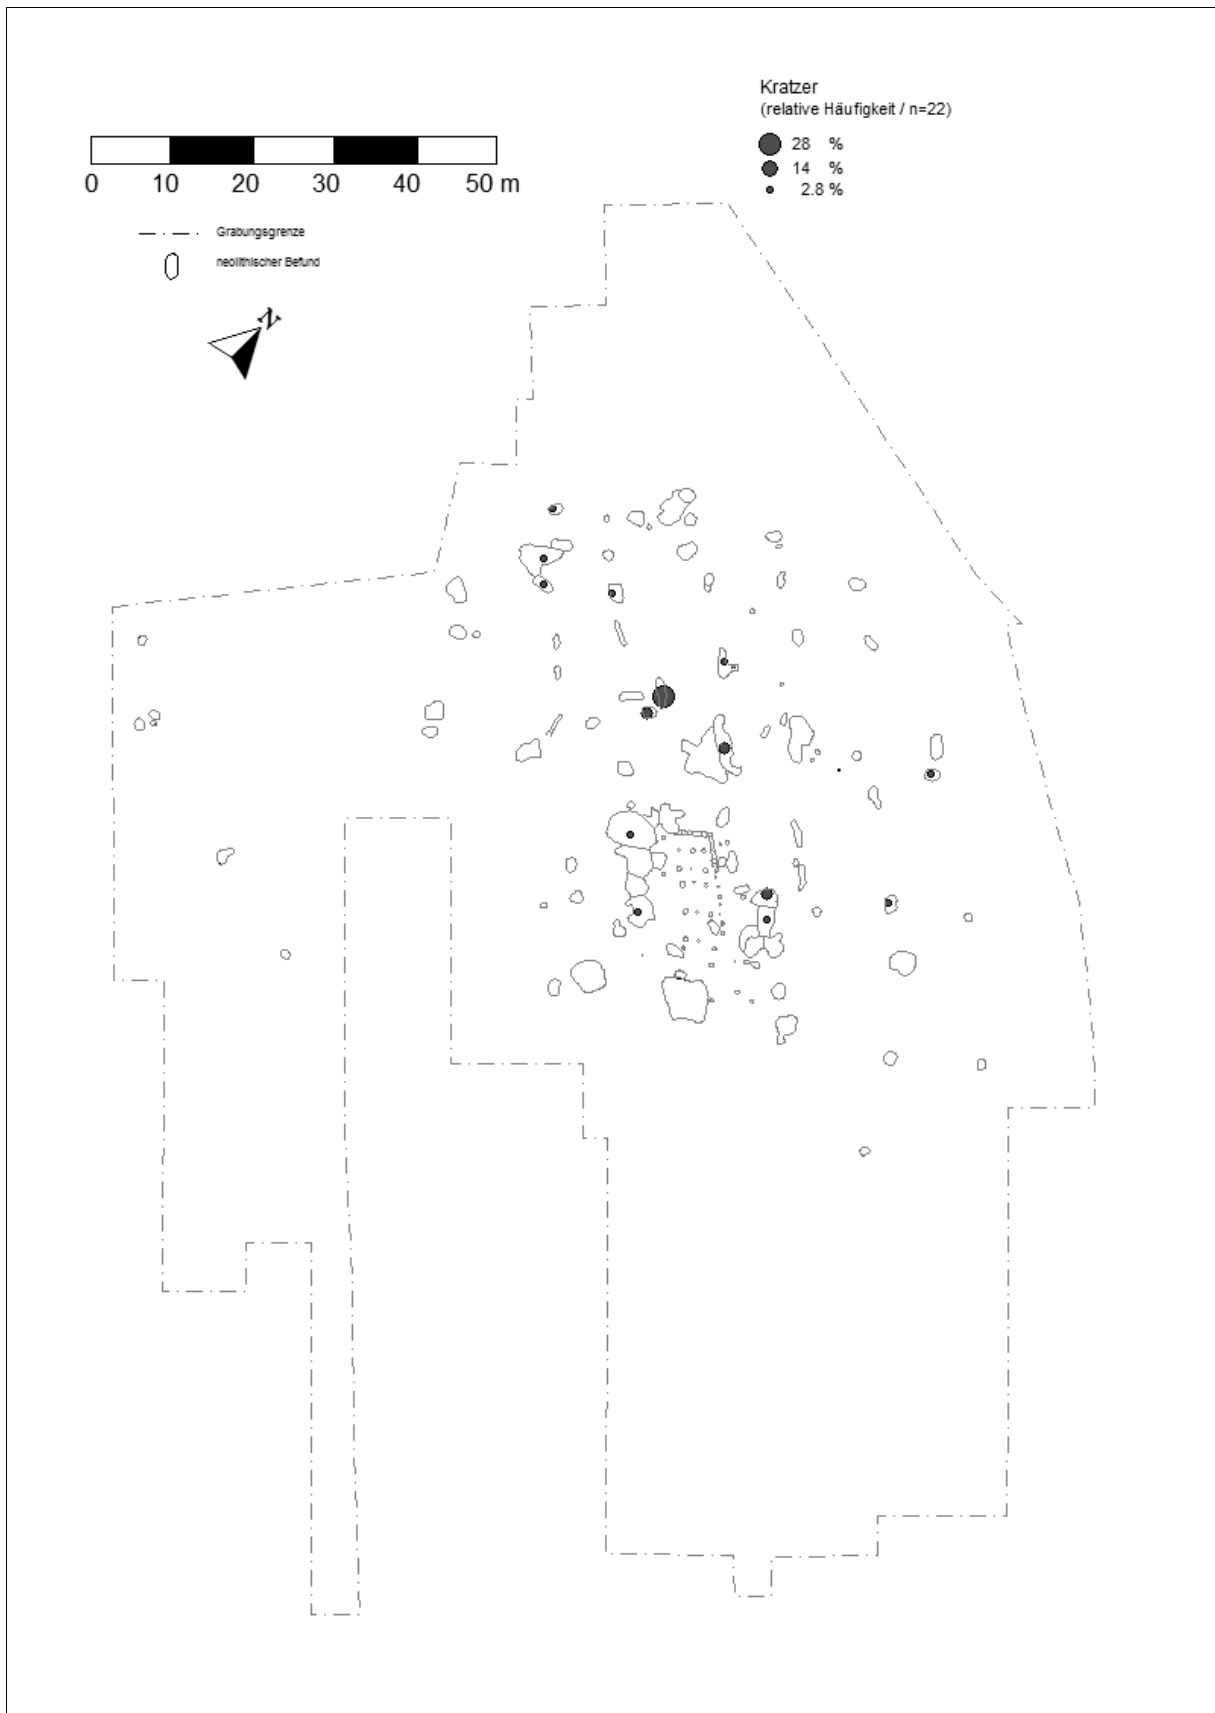 Kratzer
(relative Häufigkeit / n=22)
28 %
14 %
2.8 %
0 10 20 30 40 50 m
Grabungsgrenze
neolithischer Befund
N